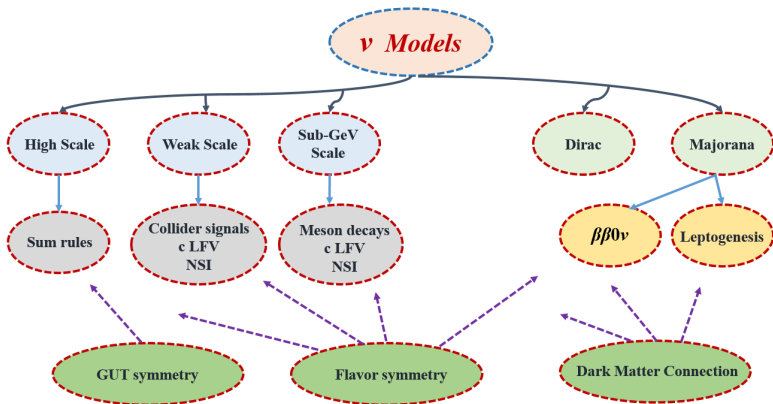 ν Models
High Scale
Weak Scale
Sub-GeV
Scale
Dirac
Majorana
Sum rules
Collider signals
c LFV
NSI
Meson decays
c LFV
NSI
ββ0ν
Leptogenesis
GUT symmetry
Flavor symmetry
Dark Matter Connection